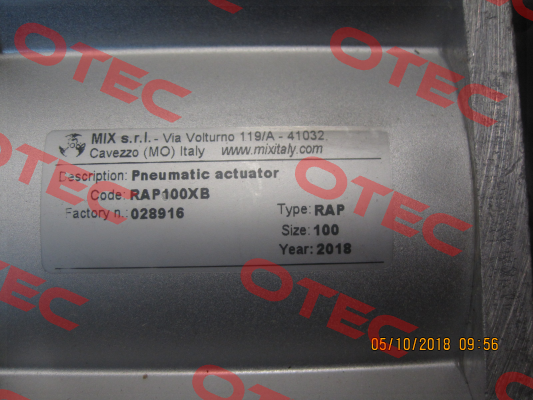 MIX s.r.l. - Via Volturno 119/A - 41032
Cavezzo (MO) Italy www.mixitaly.com
Description: Pneumatic actuator
Code: RAP100XB
Factory n.: 028916
Type: RAP
Size: 100
Year: 2018
05/10/2018 09:56
OTEC
OTEC
OTEC
OTEC
OTEC
OTEC